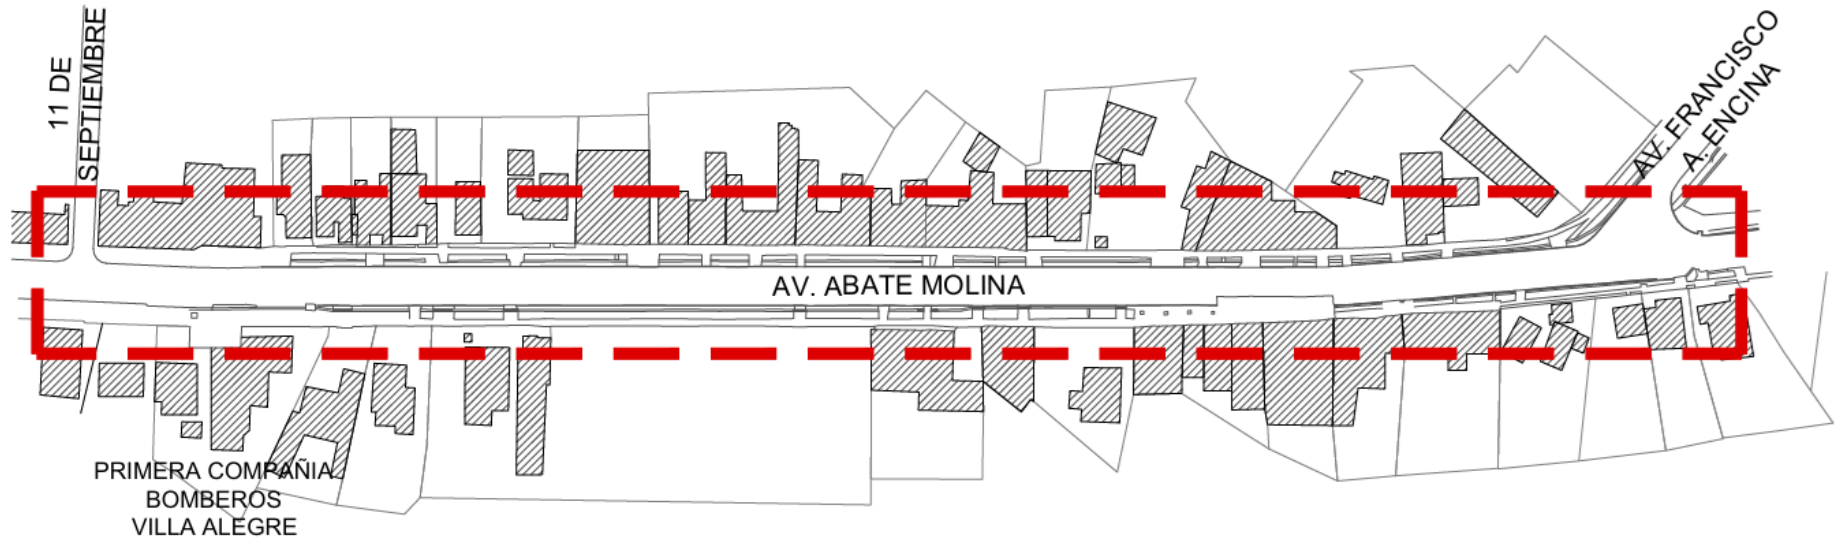 11 DE
SEPTIEMBRE
AV. FRANCISCO
A. ENCINA
AV. ABATE MOLINA
PRIMERA COMPAÑIA
BOMBEROS
VILLA ALEGRE